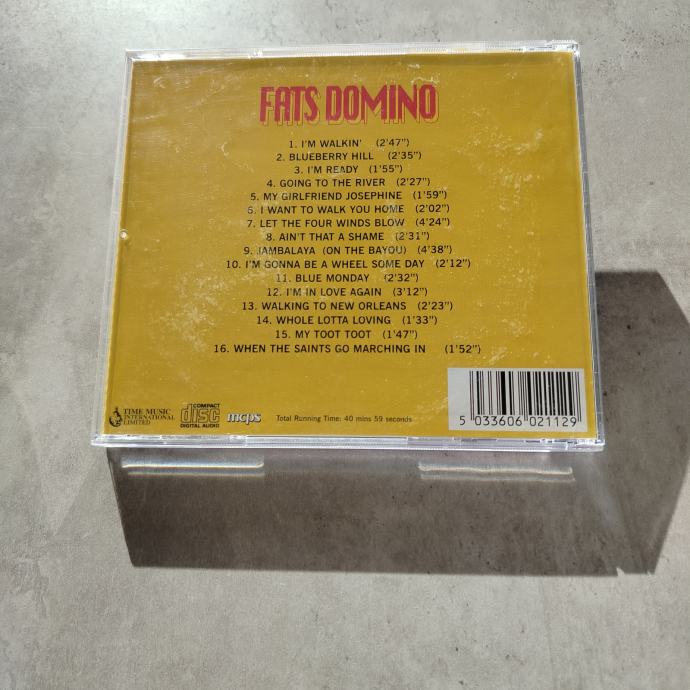 FATS DOMINO
1. I'M WALKIN' (2'47")
2. BLUEBERRY HILL (2'35")
3. I'M READY (1'55")
4. GOING TO THE RIVER (2'27")
5. MY GIRLFRIEND JOSEPHINE (1'59")
6. I WANT TO WALK YOU HOME (2'02")
7. LET THE FOUR WINDS BLOW (4'24")
8. AIN'T THAT A SHAME (2'31")
9. JAMBALAYA (ON THE BAYOU) (4'38")
10. I'M GONNA BE A WHEEL SOME DAY (2'12")
11. BLUE MONDAY (2'32")
12. I'M IN LOVE AGAIN (3'12")
13. WALKING TO NEW ORLEANS (2'23")
14. WHOLE LOTTA LOVING (1'33")
15. MY TOOT TOOT (1'47")
16. WHEN THE SAINTS GO MARCHING IN (1'52")
TIME MUSIC
INTERNATIONAL
LIMITED
COMPACT
disc
DIGITAL AUDIO
mcps
Total Running Time: 40 mins 59 seconds
5 033606 021129